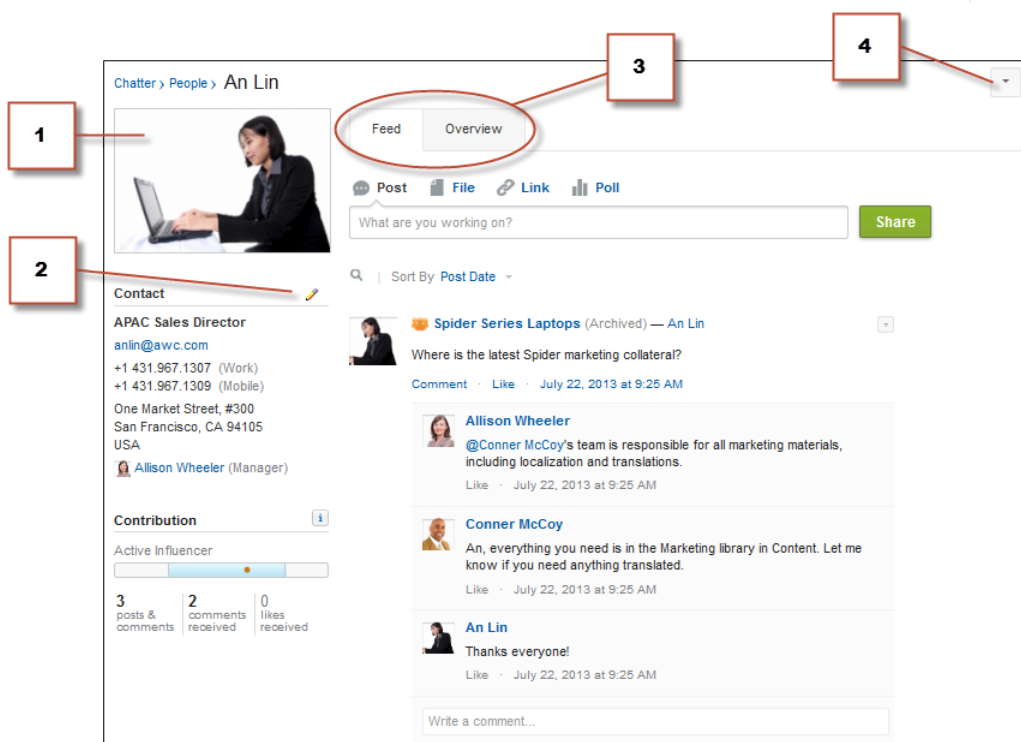 3
4
Chatter › People › An Lin
1
Feed
Overview
Post
File
Link
Poll
What are you working on?
Share
2
Sort By Post Date
Contact
APAC Sales Director
anlin@awc.com
+1 431.967.1307 (Work)
+1 431.967.1309 (Mobile)
One Market Street, #300
San Francisco, CA 94105
USA
Allison Wheeler (Manager)
Contribution
i
Active Influencer
3 posts & comments
2 comments received
0 likes received
Spider Series Laptops (Archived) — An Lin
Where is the latest Spider marketing collateral?
Comment · Like · July 22, 2013 at 9:25 AM
Allison Wheeler
@Conner McCoy's team is responsible for all marketing materials,
including localization and translations.
Like · July 22, 2013 at 9:25 AM
Conner McCoy
An, everything you need is in the Marketing library in Content. Let me
know if you need anything translated.
Like · July 22, 2013 at 9:25 AM
An Lin
Thanks everyone!
Like · July 22, 2013 at 9:25 AM
Write a comment...